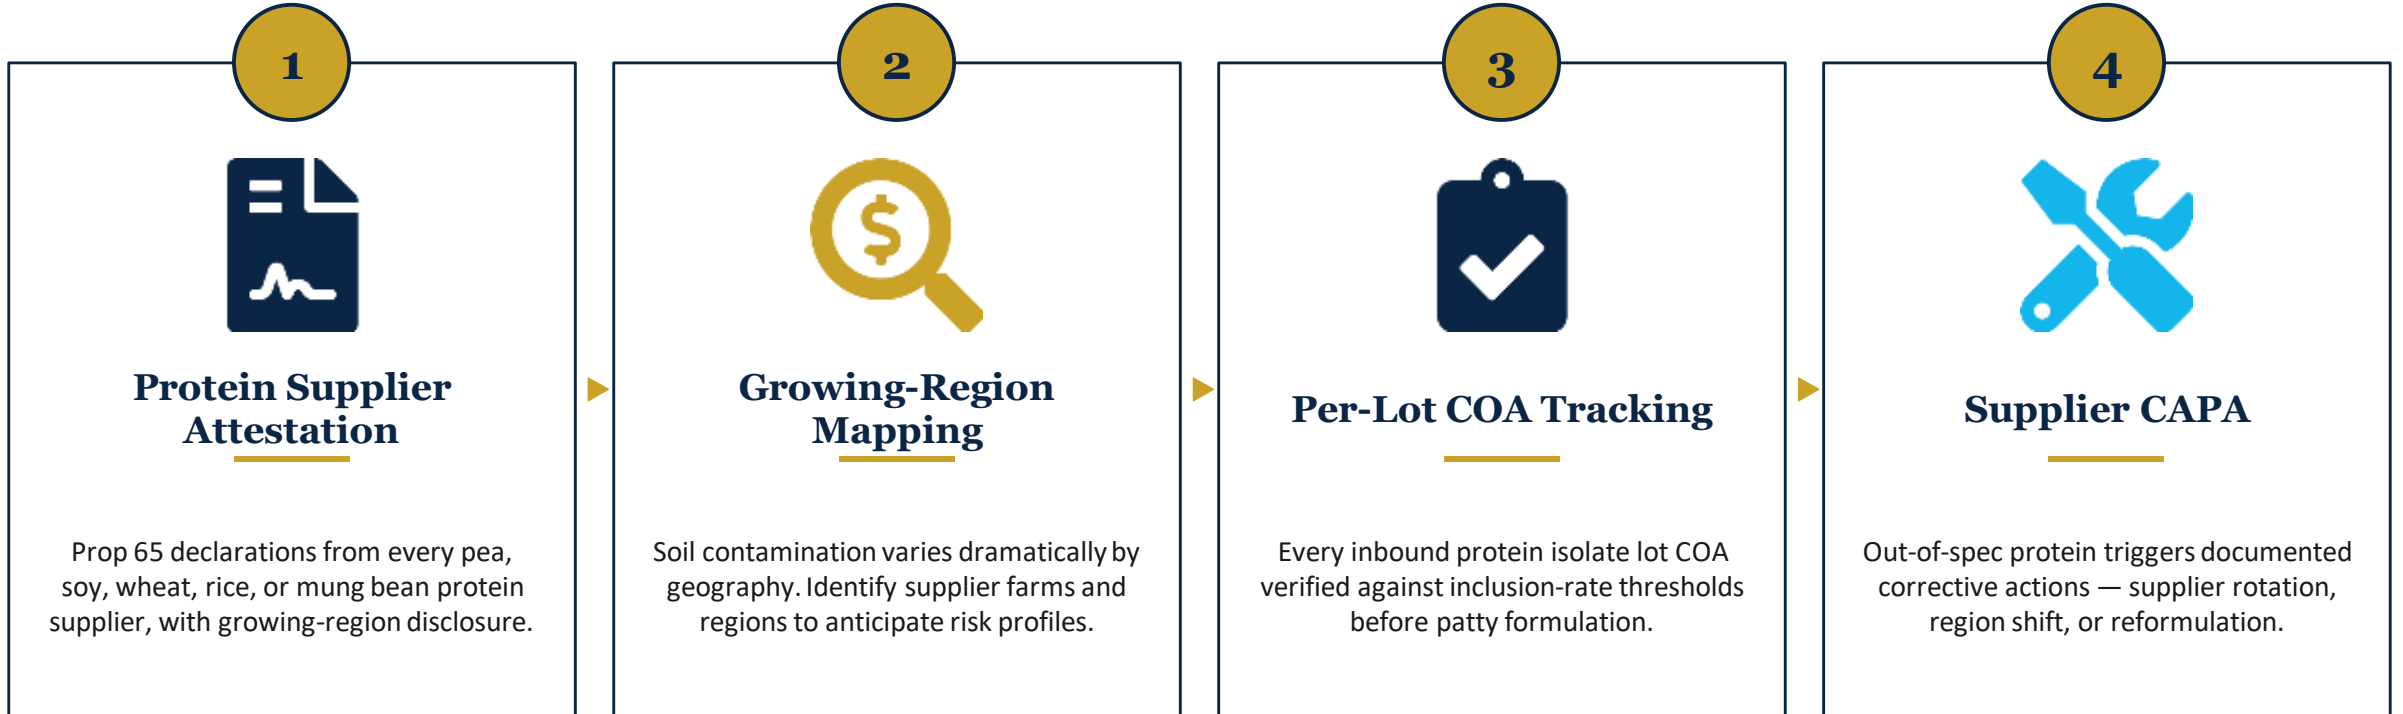 1
Protein Supplier
Attestation
Prop 65 declarations from every pea,
soy, wheat, rice, or mung bean protein
supplier, with growing-region disclosure.
2
$
Growing-Region
Mapping
Soil contamination varies dramatically by
geography. Identify supplier farms and
regions to anticipate risk profiles.
3
Per-Lot COA Tracking
Every inbound protein isolate lot COA
verified against inclusion-rate thresholds
before patty formulation.
4
Supplier CAPA
Out-of-spec protein triggers documented
corrective actions — supplier rotation,
region shift, or reformulation.